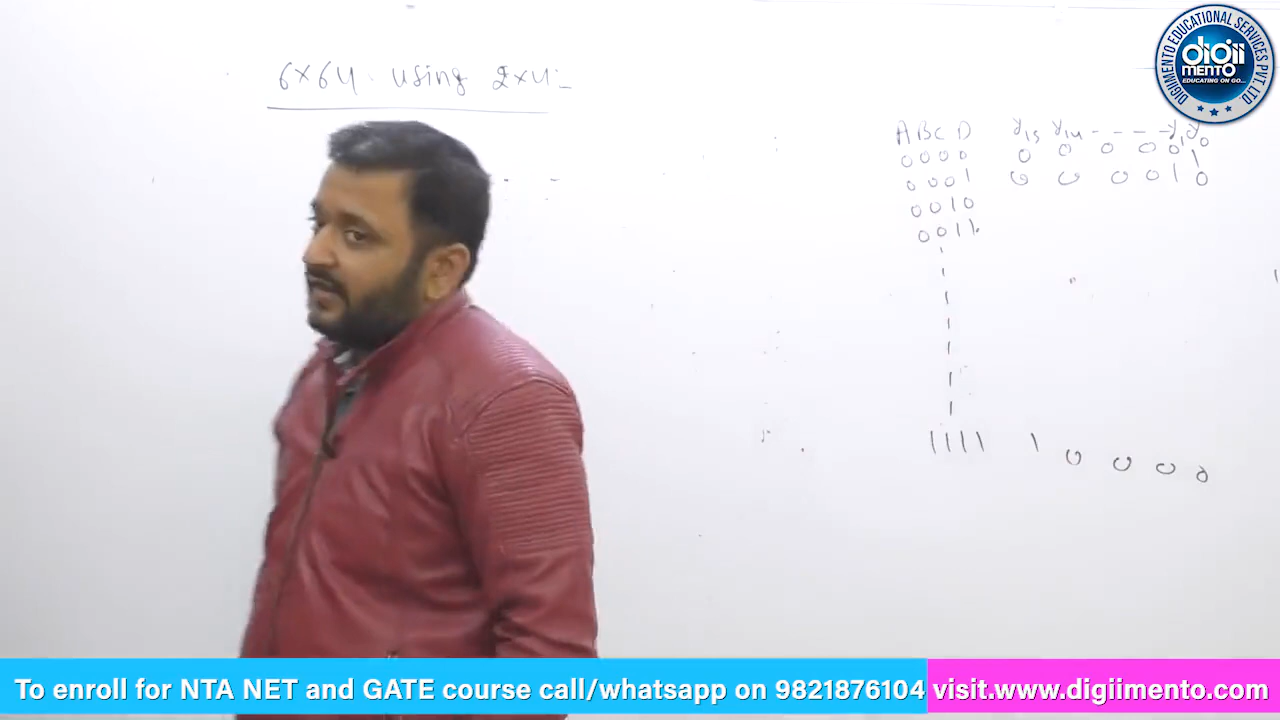 6×64 using 2×4:-
A B C D Y15 Y14 - - - - Y1 Y0
0 0 0 0 0 0 0 0 0 1
0 0 0 1 0 0 0 0 1 0
0 0 1 0
0 0 1 1
1 1 1 1 1 0 0 0 0
DIGIIMENTO EDUCATIONAL SERVICES PVT. LTD
digii
MENTO
EDUCATING ON GO...
To enroll for NTA NET and GATE course call/whatsapp on 9821876104 visit.www.digiimento.com